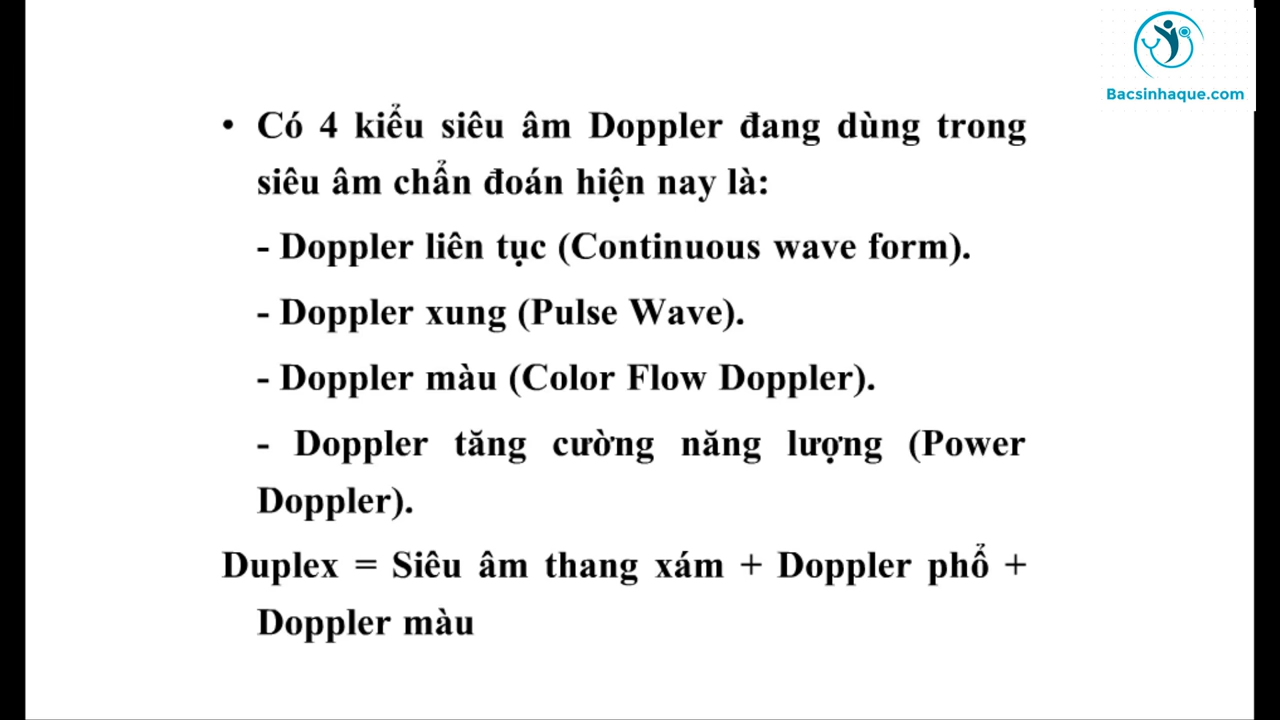 Bacsinhaque.com
• Có 4 kiểu siêu âm Doppler đang dùng trong
siêu âm chẩn đoán hiện nay là:
- Doppler liên tục (Continuous wave form).
- Doppler xung (Pulse Wave).
- Doppler màu (Color Flow Doppler).
- Doppler tăng cường năng lượng (Power
Doppler).
Duplex = Siêu âm thang xám + Doppler phổ +
Doppler màu